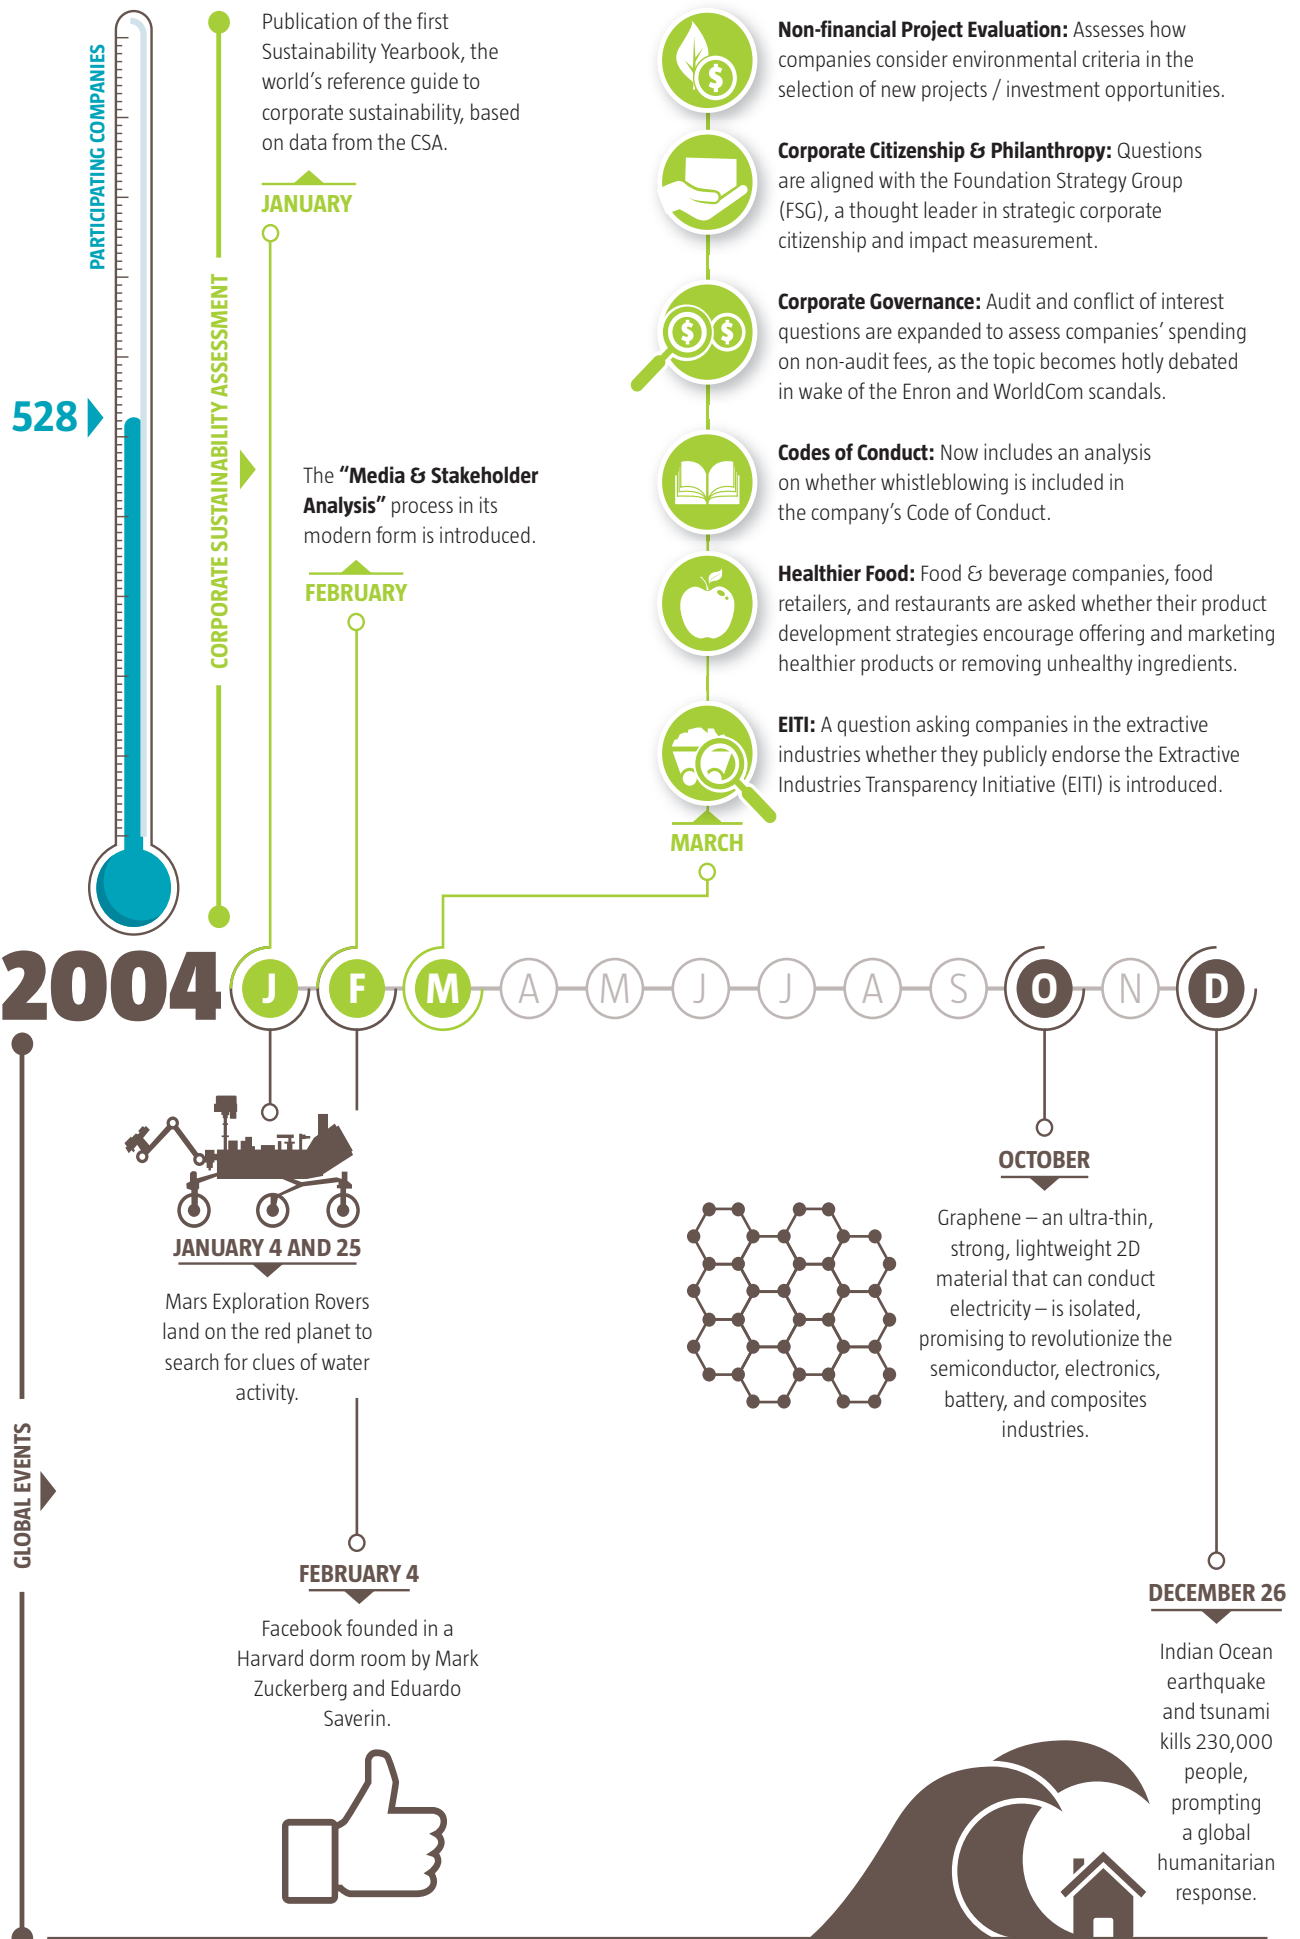 PARTICIPATING COMPANIES
528
CORPORATE SUSTAINABILITY ASSESSMENT
Publication of the first
Sustainability Yearbook, the
world's reference guide to
corporate sustainability, based
on data from the CSA.
JANUARY
The "Media & Stakeholder
Analysis" process in its
modern form is introduced.
FEBRUARY
Non-financial Project Evaluation: Assesses how
companies consider environmental criteria in the
selection of new projects / investment opportunities.
Corporate Citizenship & Philanthropy: Questions
are aligned with the Foundation Strategy Group
(FSG), a thought leader in strategic corporate
citizenship and impact measurement.
Corporate Governance: Audit and conflict of interest
questions are expanded to assess companies' spending
on non-audit fees, as the topic becomes hotly debated
in wake of the Enron and WorldCom scandals.
Codes of Conduct: Now includes an analysis
on whether whistleblowing is included in
the company's Code of Conduct.
Healthier Food: Food & beverage companies, food
retailers, and restaurants are asked whether their product
development strategies encourage offering and marketing
healthier products or removing unhealthy ingredients.
EITI: A question asking companies in the extractive
industries whether they publicly endorse the Extractive
Industries Transparency Initiative (EITI) is introduced.
MARCH
2004 J F M A M J J A S O N D
GLOBAL EVENTS
JANUARY 4 AND 25
Mars Exploration Rovers
land on the red planet to
search for clues of water
activity.
FEBRUARY 4
Facebook founded in a
Harvard dorm room by Mark
Zuckerberg and Eduardo
Saverin.
OCTOBER
Graphene – an ultra-thin,
strong, lightweight 2D
material that can conduct
electricity – is isolated,
promising to revolutionize the
semiconductor, electronics,
battery, and composites
industries.
DECEMBER 26
Indian Ocean
earthquake
and tsunami
kills 230,000
people,
prompting
a global
humanitarian
response.